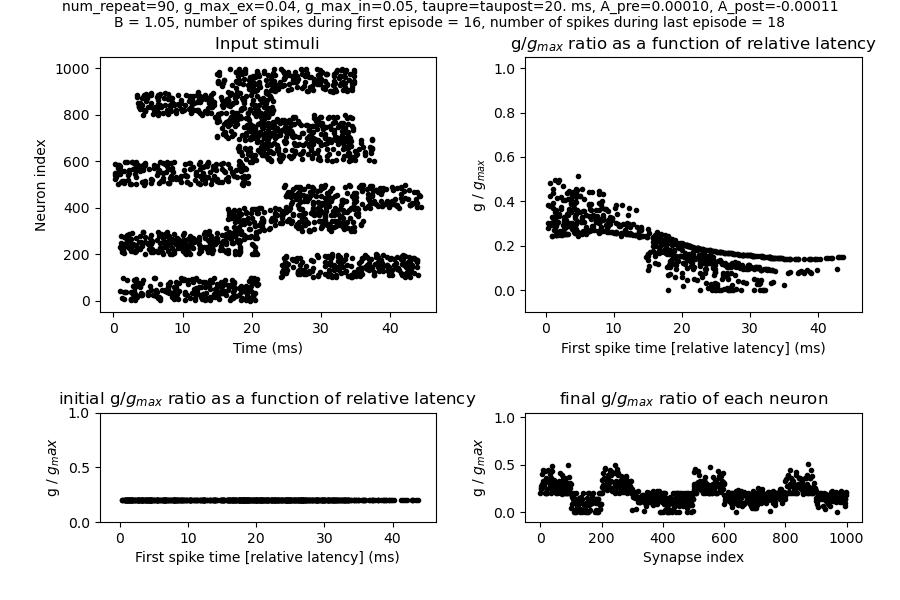 num_repeat=90, g_max_ex=0.04, g_max_in=0.05, taupre=taupost=20. ms, A_pre=0.00010, A_post=-0.00011
B = 1.05, number of spikes during first episode = 16, number of spikes during last episode = 18
Input stimuli
1000
800
600
400
200
0
Neuron index
0 10 20 30 40
Time (ms)
g/gmax ratio as a function of relative latency
1.0
0.8
0.6
0.4
0.2
0.0
g / gmax
0 10 20 30 40
First spike time [relative latency] (ms)
initial g/gmax ratio as a function of relative latency
1.0
0.5
0.0
g / gmax
0 10 20 30 40
First spike time [relative latency] (ms)
final g/gmax ratio of each neuron
1.0
0.5
0.0
g / gmax
0 200 400 600 800 1000
Synapse index